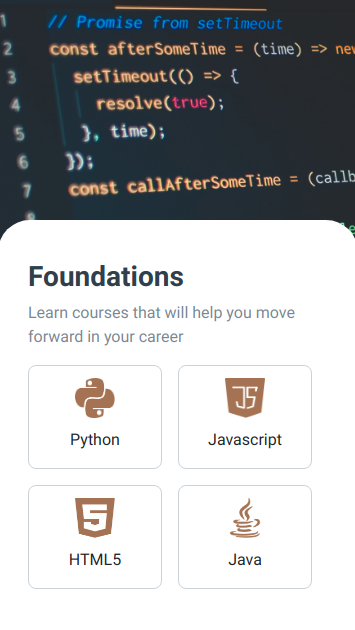 1 // Promise from setTimeout
2 const afterSomeTime = (time) => new
3 setTimeout(() => {
4 resolve(true);
5 }, time);
6 });
7 const callAfterSomeTime = (callb
8
Foundations
Learn courses that will help you move
forward in your career
JS
Python
Javascript
5
HTML5
Java